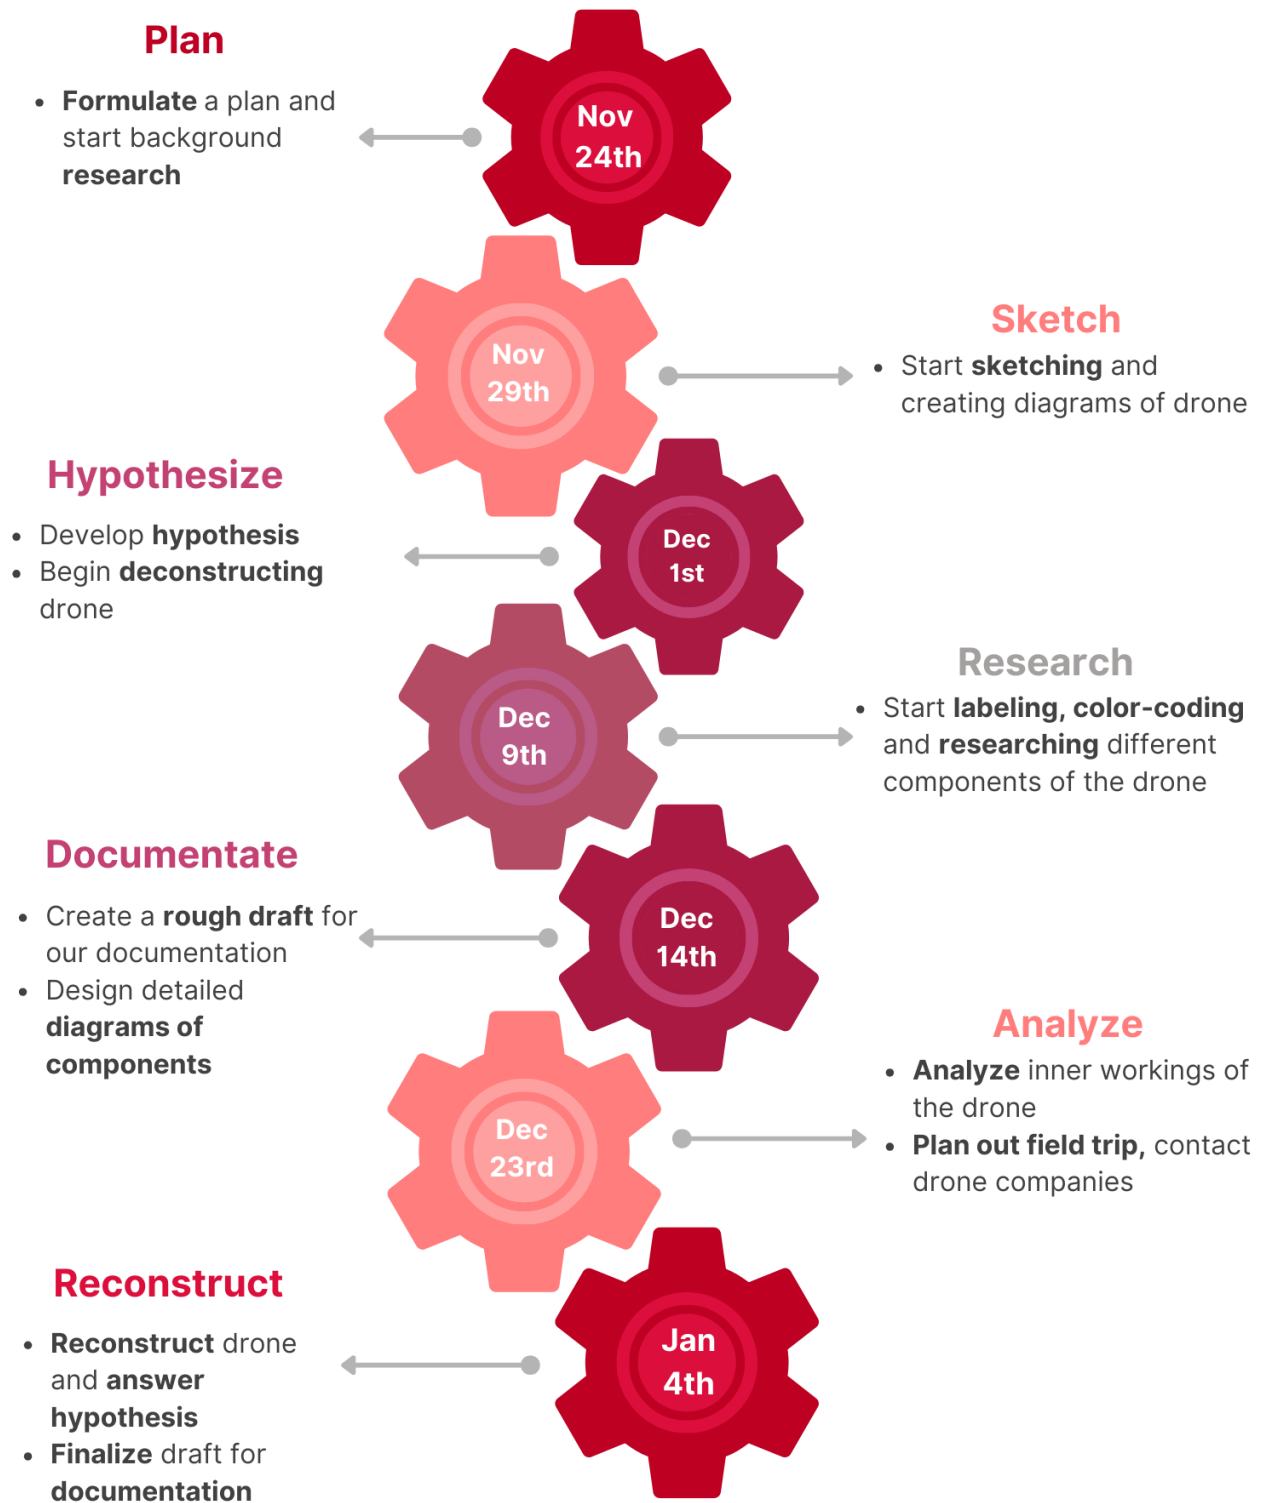 Plan
• Formulate a plan and
start background
research
Nov
24th
Nov
29th
Sketch
• Start sketching and
creating diagrams of drone
Hypothesize
• Develop hypothesis
• Begin deconstructing
drone
Dec
1st
Dec
9th
Research
• Start labeling, color-coding
and researching different
components of the drone
Documentate
• Create a rough draft for
our documentation
• Design detailed
diagrams of
components
Dec
14th
Dec
23rd
Analyze
• Analyze inner workings of
the drone
• Plan out field trip, contact
drone companies
Reconstruct
• Reconstruct drone
and answer
hypothesis
• Finalize draft for
documentation
Jan
4th